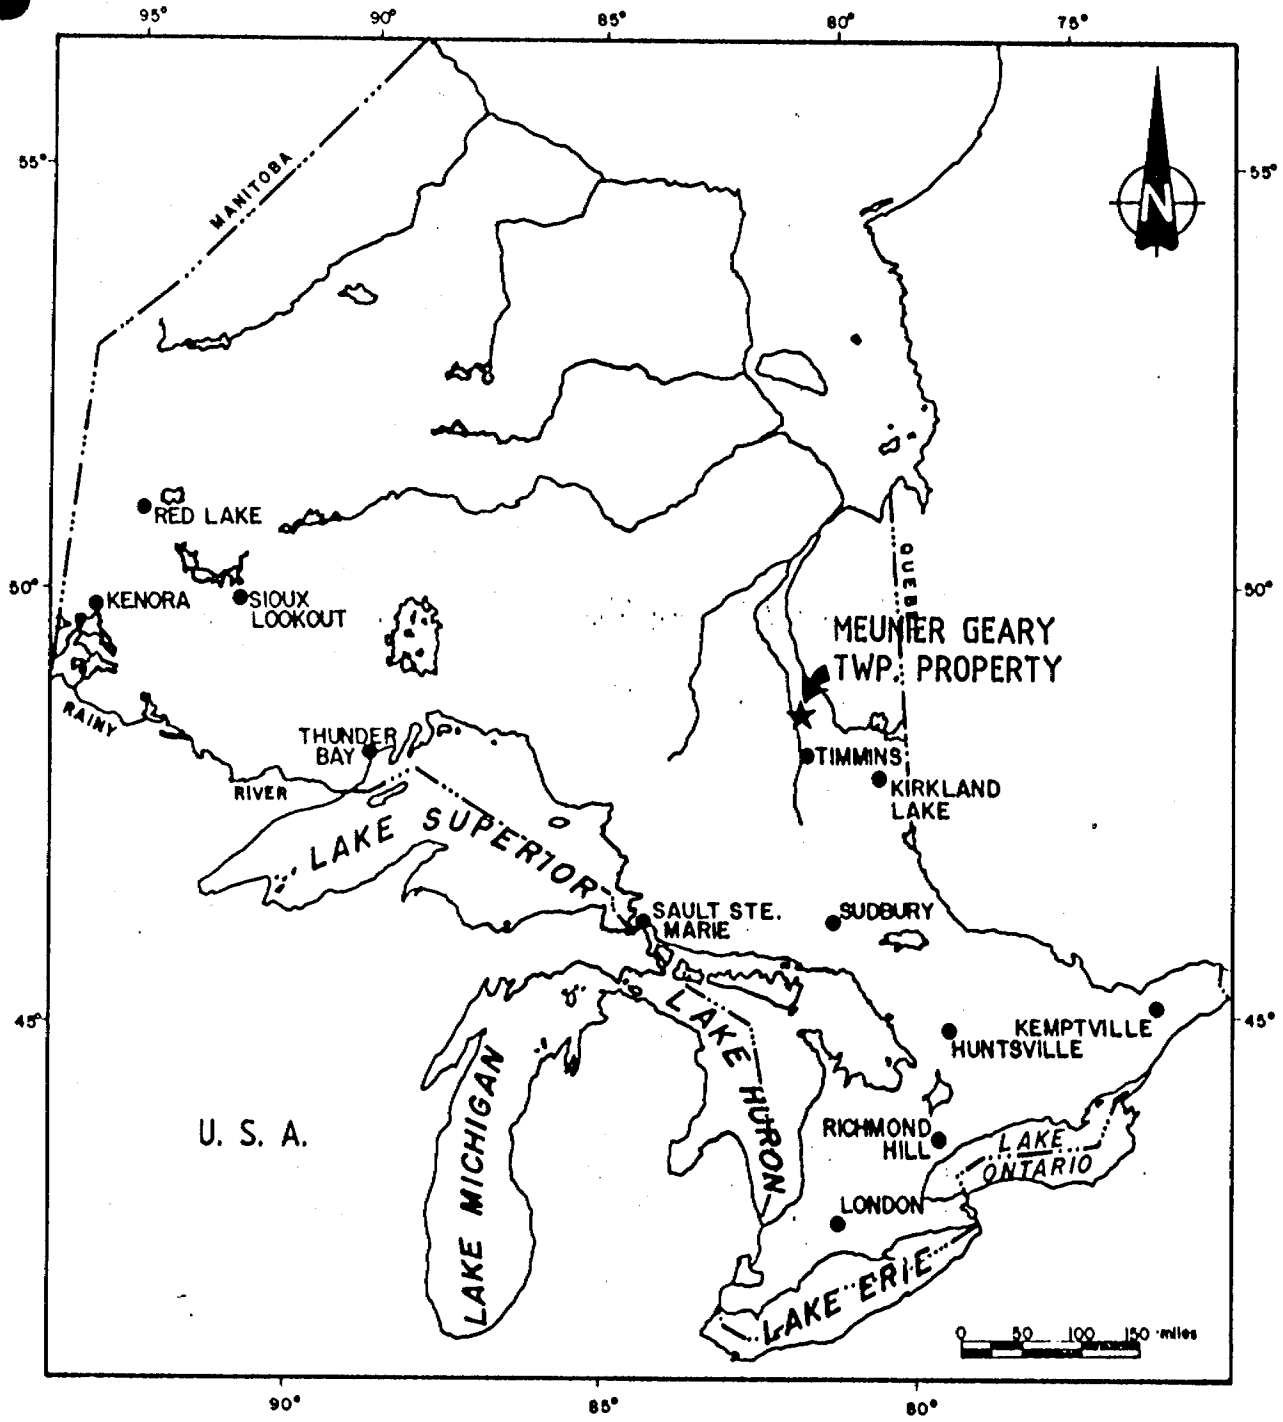 95°
90°
85°
80°
75°
55°
MANITOBA
N
55°
RED LAKE
50°
QUEBEC
50°
KENORA
SIOUX
LOOKOUT
MEUNIER GEARY
TWP. PROPERTY
RAINY
THUNDER
BAY
TIMMINS
RIVER
KIRKLAND
LAKE
LAKE SUPERIOR
SAULT STE.
MARIE
SUDBURY
45°
LAKE HURON
KEMPTVILLE
45°
HUNTSVILLE
U. S. A.
LAKE MICHIGAN
RICHMOND
HILL
LAKE
ONTARIO
LONDON
LAKE ERIE
0 50 100 150 miles
90°
85°
80°